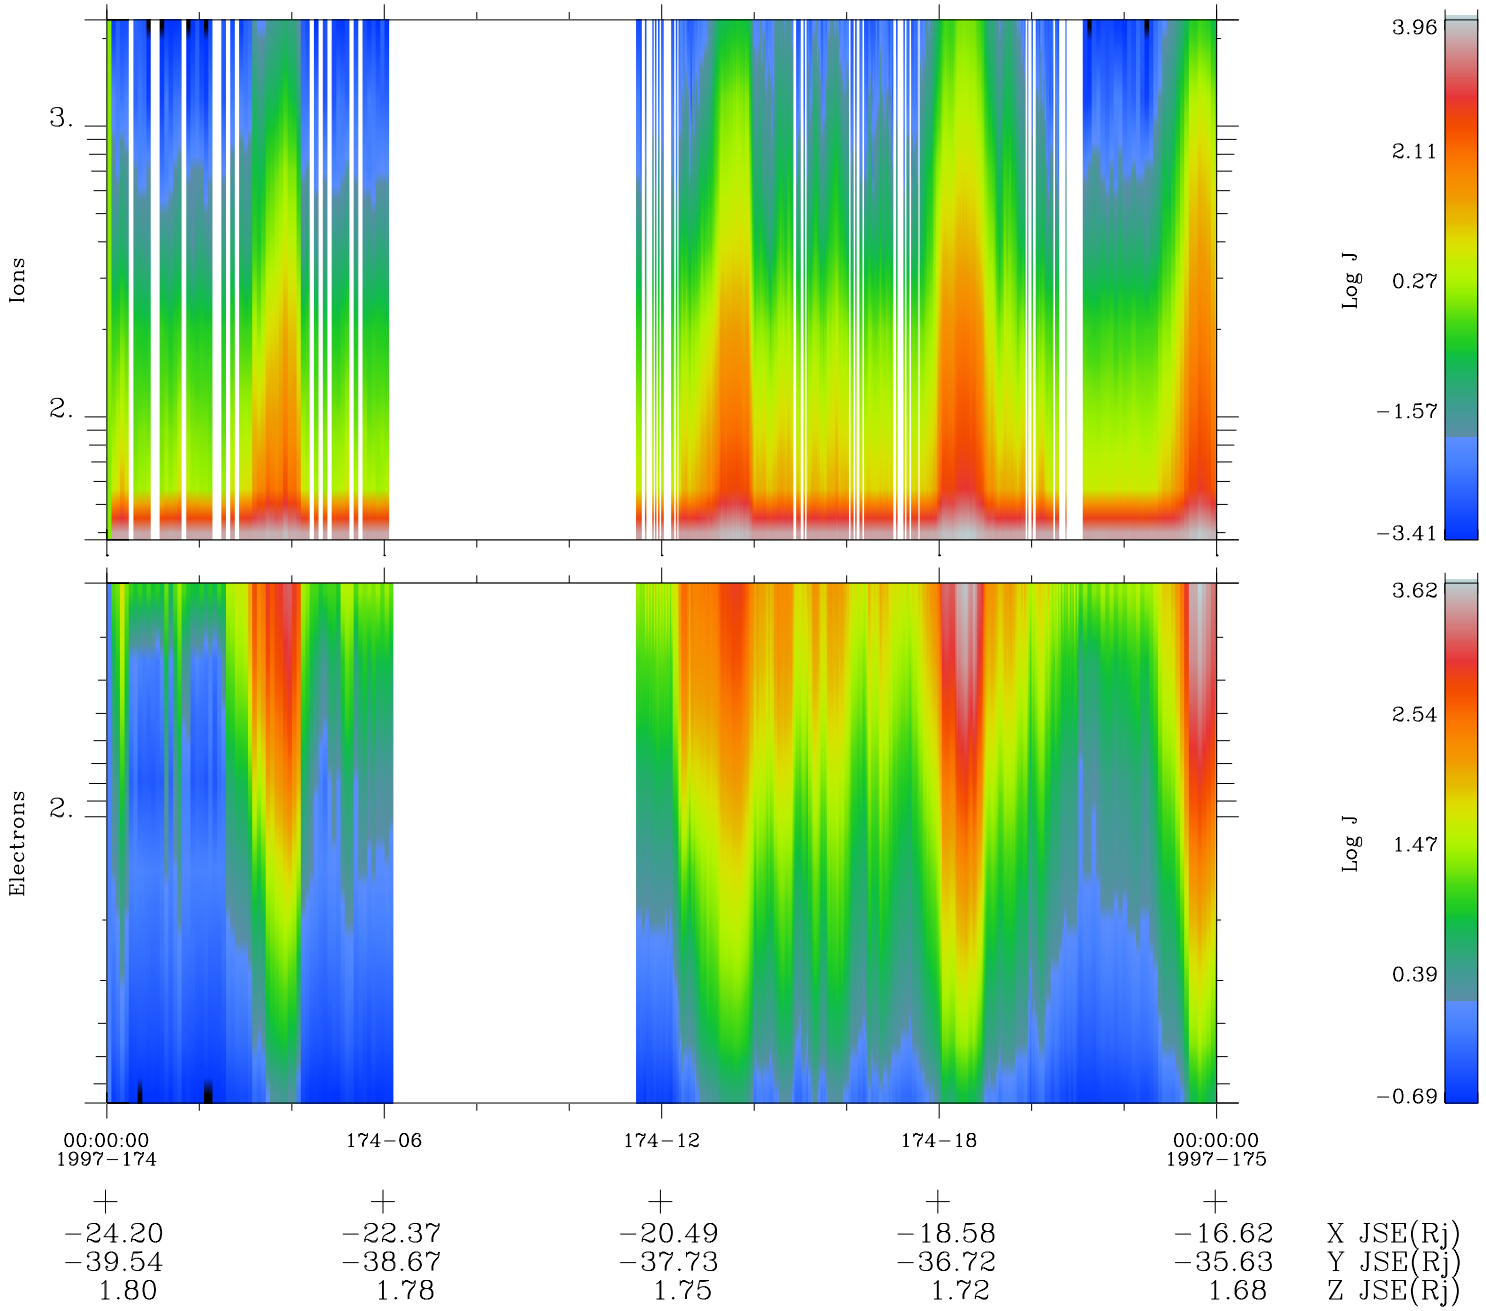 3.
2.
Ions
3.96
2.11
0.27
−1.57
−3.41
Log J
2.
Electrons
3.62
2.54
1.47
0.39
−0.69
Log J
00:00:00 174−06 174−12 174−18 00:00:00
1997−174 1997−175
−24.20 −22.37 −20.49 −18.58 −16.62 X JSE(Rj)
−39.54 −38.67 −37.73 −36.72 −35.63 Y JSE(Rj)
1.80 1.78 1.75 1.72 1.68 Z JSE(Rj)